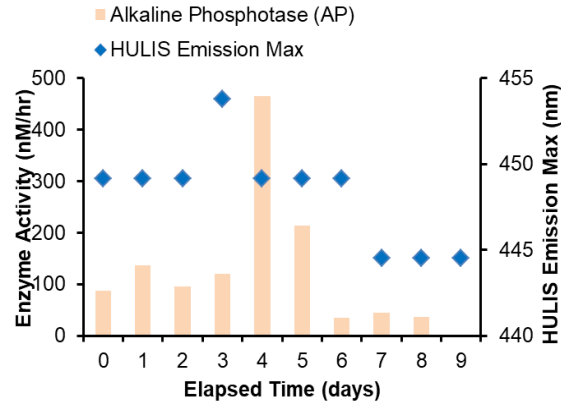 Alkaline Phosphotase (AP)
HULIS Emission Max
500
400
300
200
100
0
Enzyme Activity (nM/hr)
455
450
445
440
HULIS Emission Max (nm)
0 1 2 3 4 5 6 7 8 9
Elapsed Time (days)